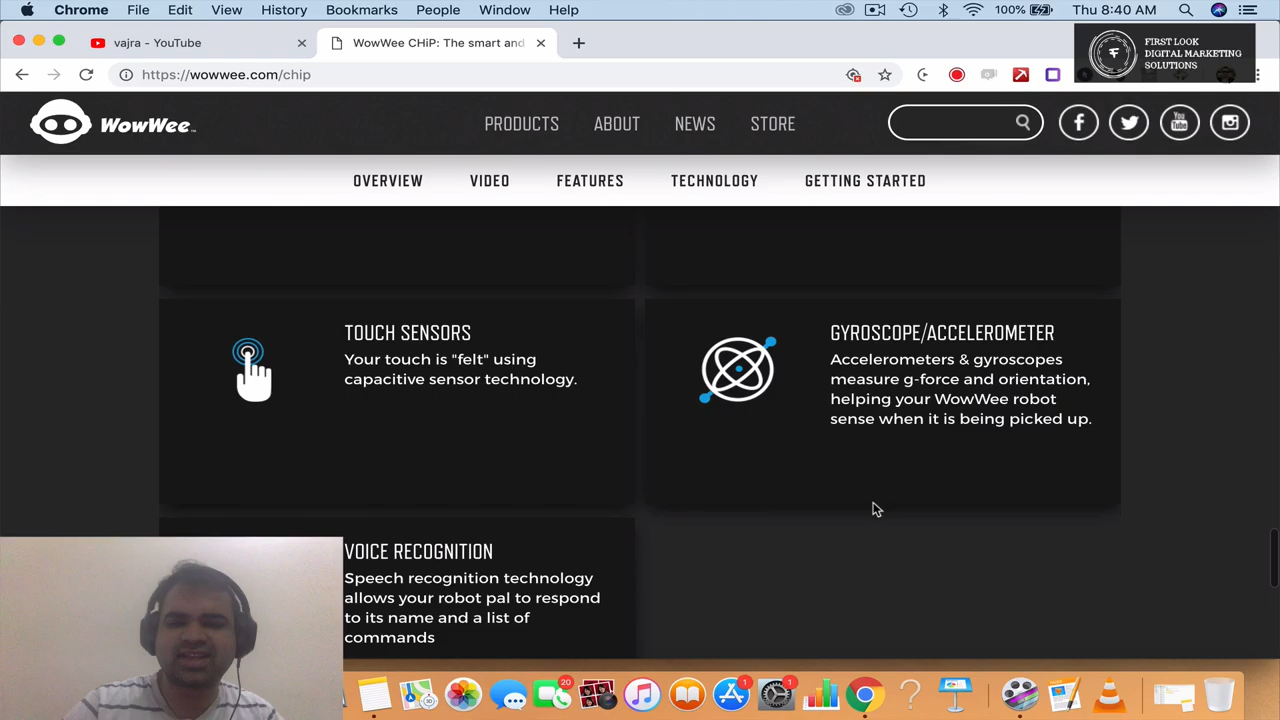 Chrome File Edit View History Bookmarks People Window Help 100% Thu 8:40 AM
vajra - YouTube
WowWee CHiP: The smart and
FIRST LOOK
DIGITAL MARKETING
SOLUTIONS
https://wowwee.com/chip
WowWee
PRODUCTS ABOUT NEWS STORE
You
Tube
OVERVIEW VIDEO FEATURES TECHNOLOGY GETTING STARTED
TOUCH SENSORS
Your touch is "felt" using
capacitive sensor technology.
GYROSCOPE/ACCELEROMETER
Accelerometers & gyroscopes
measure g-force and orientation,
helping your WowWee robot
sense when it is being picked up.
VOICE RECOGNITION
Speech recognition technology
allows your robot pal to respond
to its name and a list of
commands
20
1
1